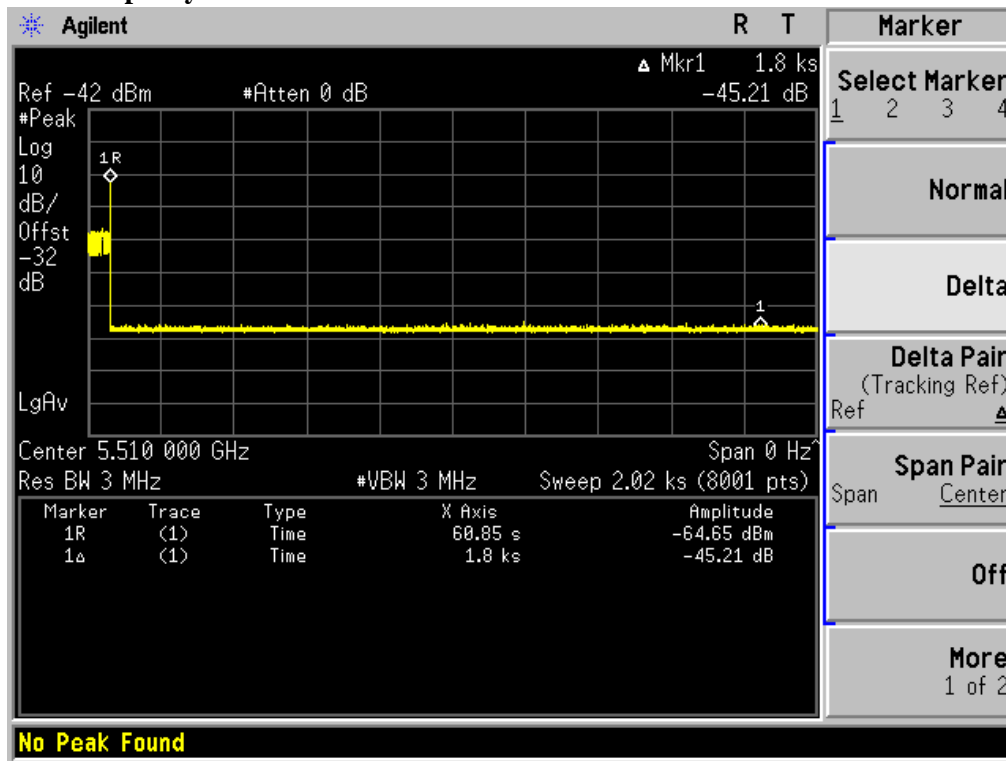 Agilent R T Marker
Δ Mkr1 1.8 ks
Ref -42 dBm #Atten 0 dB -45.21 dB
#Peak
Log
10
dB/
Offst
-32
dB
1R
1
LgAv
Center 5.510 000 GHz Span 0 Hz^
Res BW 3 MHz #VBW 3 MHz Sweep 2.02 ks (8001 pts)
Marker Trace Type X Axis Amplitude
1R (1) Time 60.85 s -64.65 dBm
1Δ (1) Time 1.8 ks -45.21 dB
Select Marker
1 2 3 4
Normal
Delta
Delta Pair
(Tracking Ref)
Ref Δ
Span Pair
Span Center
Off
More
1 of 2
No Peak Found